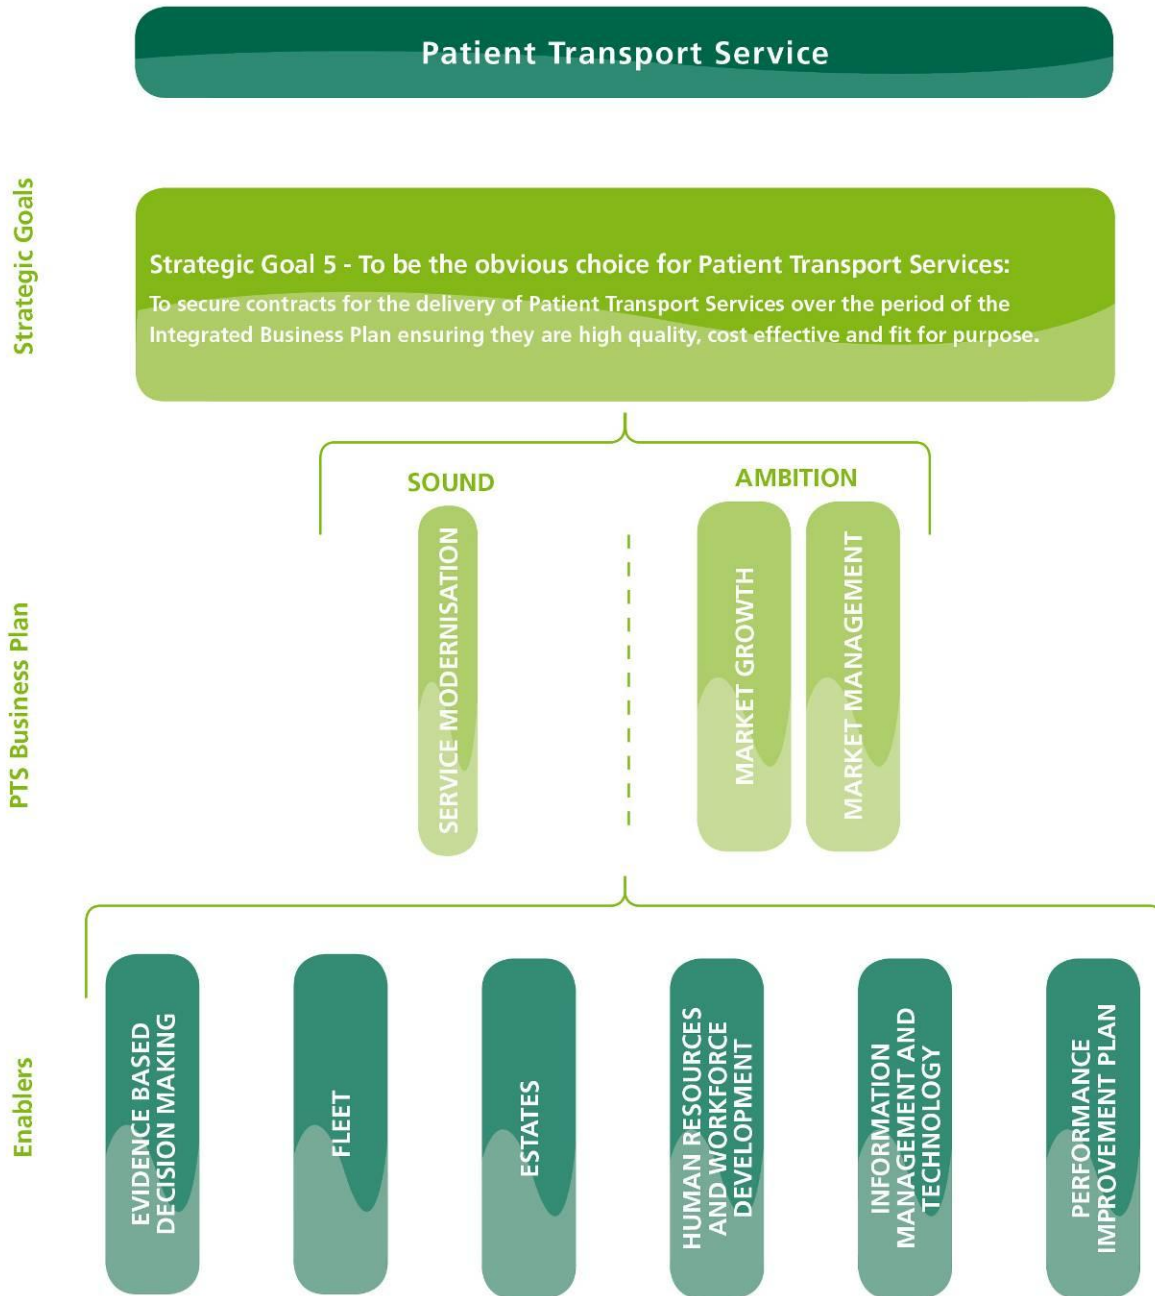 Patient Transport Service
Strategic Goals
Strategic Goal 5 - To be the obvious choice for Patient Transport Services:
To secure contracts for the delivery of Patient Transport Services over the period of the
Integrated Business Plan ensuring they are high quality, cost effective and fit for purpose.
PTS Business Plan
SOUND
AMBITION
SERVICE MODERNISATION
MARKET GROWTH
MARKET MANAGEMENT
Enablers
EVIDENCE BASED
DECISION MAKING
FLEET
ESTATES
HUMAN RESOURCES
AND WORKFORCE
DEVELOPMENT
INFORMATION
MANAGEMENT AND
TECHNOLOGY
PERFORMANCE
IMPROVEMENT PLAN